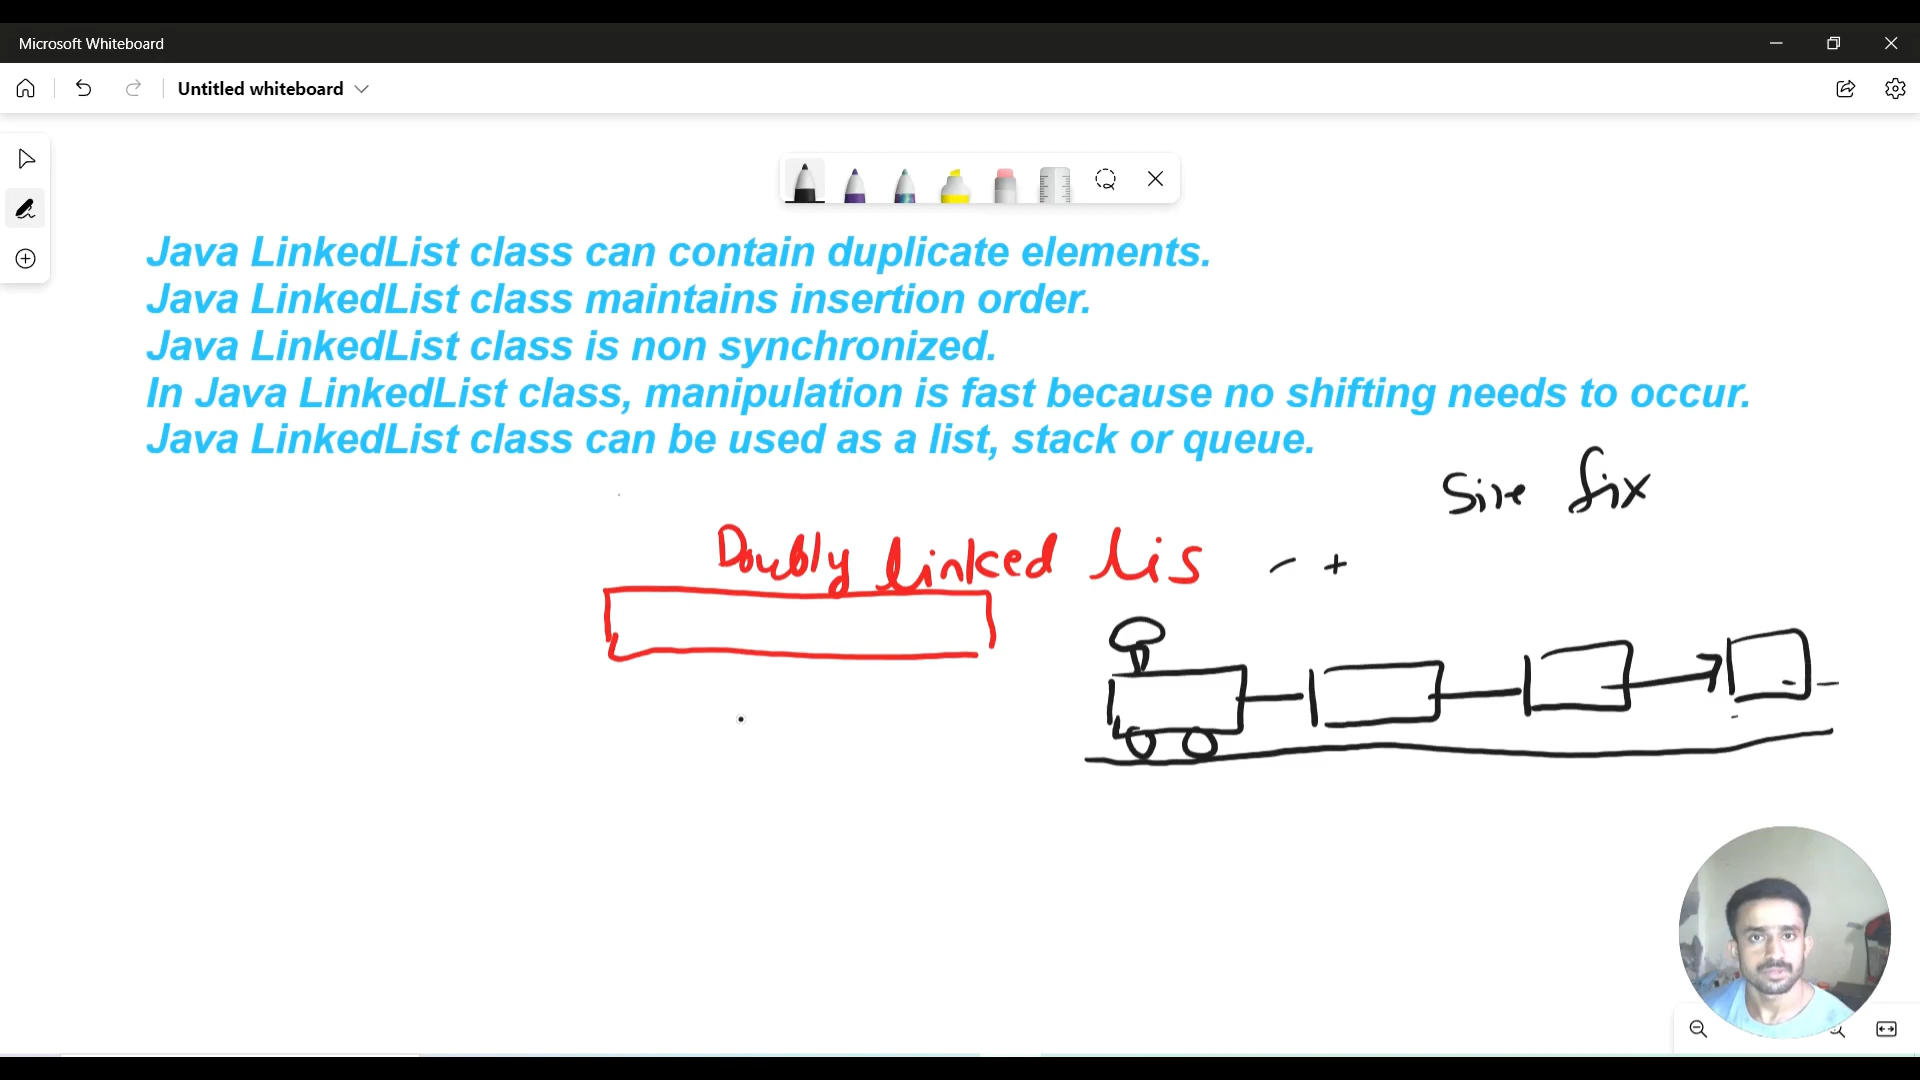 Microsoft Whiteboard
Untitled whiteboard
Java LinkedList class can contain duplicate elements.
Java LinkedList class maintains insertion order.
Java LinkedList class is non synchronized.
In Java LinkedList class, manipulation is fast because no shifting needs to occur.
Java LinkedList class can be used as a list, stack or queue.
Size fix
Doubly linked lis - +